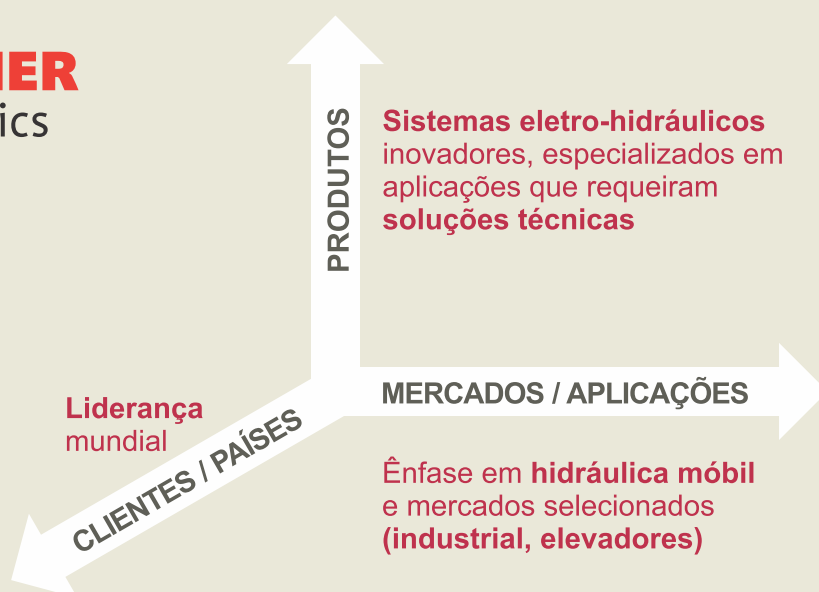 IER
ics
PRODUTOS
Sistemas eletro-hidráulicos
inovadores, especializados em
aplicações que requeiram
soluções técnicas
MERCADOS / APLICAÇÕES
Liderança
mundial
CLIENTES / PAÍSES
Ênfase em hidráulica móbil
e mercados selecionados
(industrial, elevadores)